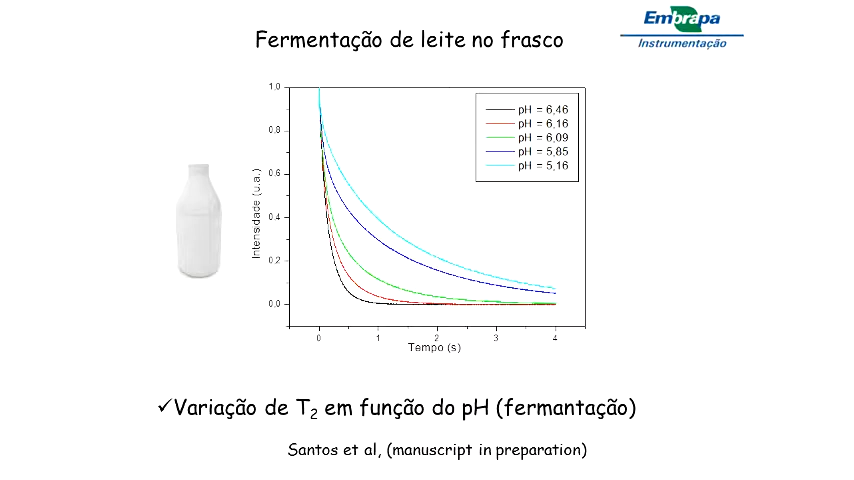 Fermentação de leite no frasco
Embrapa
Instrumentação
1,0
0,8
0,6
0,4
0,2
0,0
Intensidade (u.a.)
pH = 6,46
pH = 6,16
pH = 6,09
pH = 5,85
pH = 5,16
0 1 2 3 4
Tempo (s)
✓Variação de T₂ em função do pH (fermantação)
Santos et al, (manuscript in preparation)